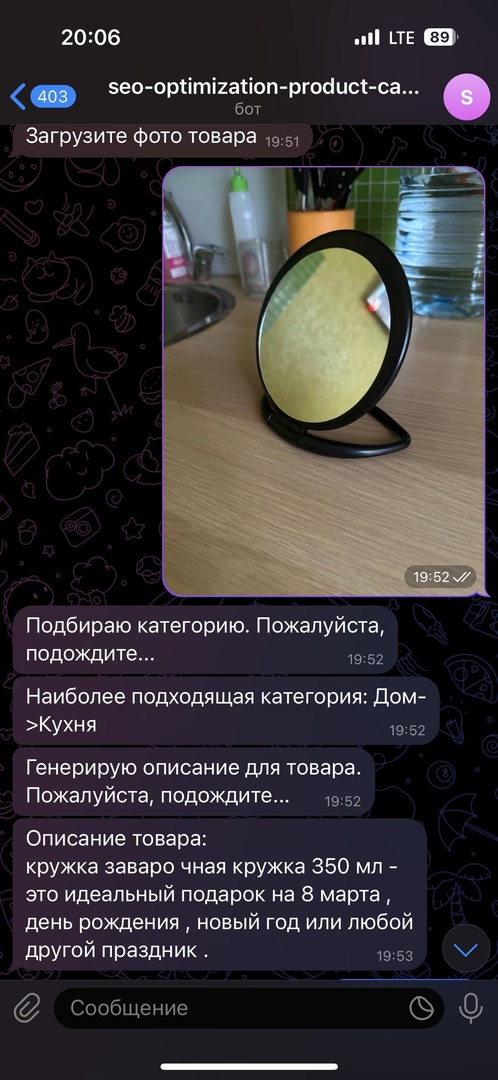 20:06
LTE
89
403
seo-optimization-product-ca...
бот
S
Загрузите фото товара 19:51
19:52
Подбираю категорию. Пожалуйста,
подождите... 19:52
Наиболее подходящая категория: Дом-
>Кухня 19:52
Генерирую описание для товара.
Пожалуйста, подождите... 19:52
Описание товара:
кружка заваро чная кружка 350 мл -
это идеальный подарок на 8 марта ,
день рождения , новый год или любой
другой праздник . 19:53
Сообщение